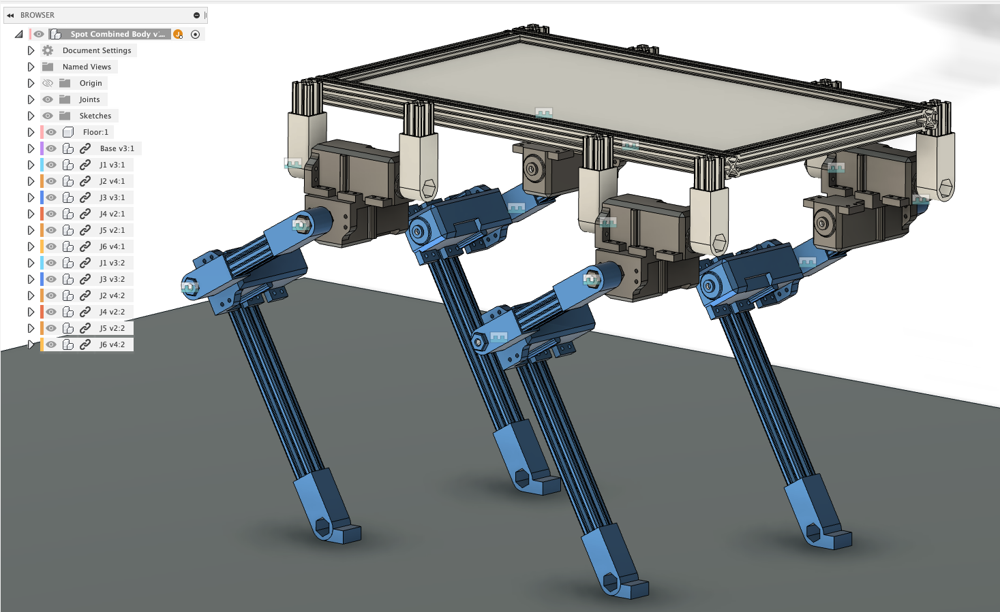 BROWSER
Spot Combined Body v'...
Document Settings
Named Views
Origin
Joints
Sketches
Floor:1
Base v3:1
J1 v3:1
J2 v4:1
J3 v3:1
J4 v2:1
J5 v2:1
J6 v4:1
J1 v3:2
J3 v3:2
J2 v4:2
J4 v2:2
J5 v2:2
J6 v4:2